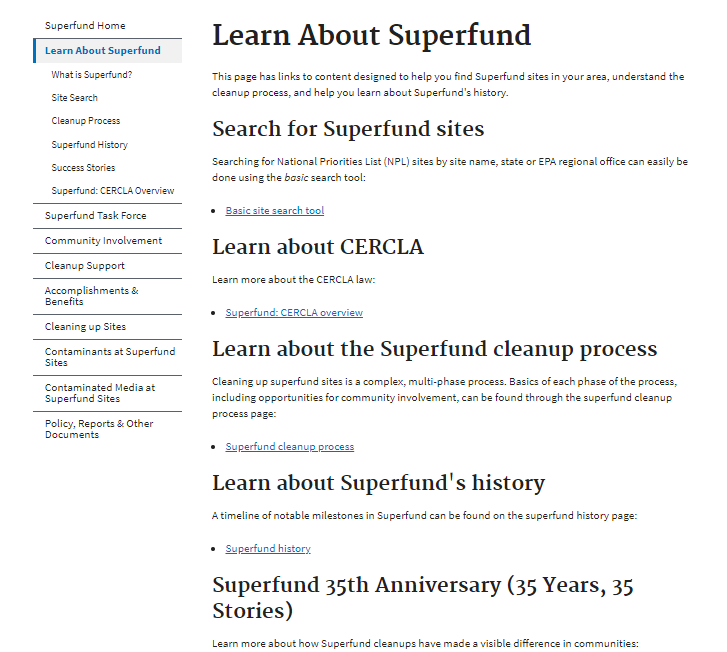 Superfund Home
Learn About Superfund
What is Superfund?
Site Search
Cleanup Process
Superfund History
Success Stories
Superfund: CERCLA Overview
Superfund Task Force
Community Involvement
Cleanup Support
Accomplishments &
Benefits
Cleaning up Sites
Contaminants at Superfund
Sites
Contaminated Media at
Superfund Sites
Policy, Reports & Other
Documents
Learn About Superfund
This page has links to content designed to help you find Superfund sites in your area, understand the
cleanup process, and help you learn about Superfund's history.
Search for Superfund sites
Searching for National Priorities List (NPL) sites by site name, state or EPA regional office can easily be
done using the basic search tool:
• Basic site search tool
Learn about CERCLA
Learn more about the CERCLA law:
• Superfund: CERCLA overview
Learn about the Superfund cleanup process
Cleaning up superfund sites is a complex, multi-phase process. Basics of each phase of the process,
including opportunities for community involvement, can be found through the superfund cleanup
process page:
• Superfund cleanup process
Learn about Superfund's history
A timeline of notable milestones in Superfund can be found on the superfund history page:
• Superfund history
Superfund 35th Anniversary (35 Years, 35
Stories)
Learn more about how Superfund cleanups have made a visible difference in communities: